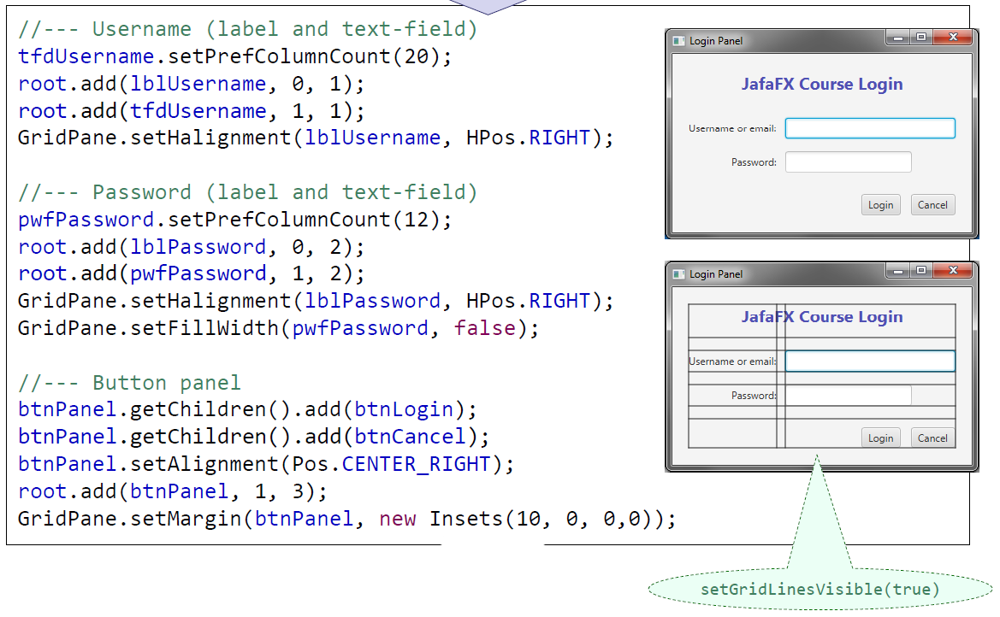 //--- Username (label and text-field)
tfdUsername.setPrefColumnCount(20);
root.add(lblUsername, 0, 1);
root.add(tfdUsername, 1, 1);
GridPane.setHalignment(lblUsername, HPos.RIGHT);
//--- Password (label and text-field)
pwfPassword.setPrefColumnCount(12);
root.add(lblPassword, 0, 2);
root.add(pwfPassword, 1, 2);
GridPane.setHalignment(lblPassword, HPos.RIGHT);
GridPane.setFillWidth(pwfPassword, false);
//--- Button panel
btnPanel.getChildren().add(btnLogin);
btnPanel.getChildren().add(btnCancel);
btnPanel.setAlignment(Pos.CENTER_RIGHT);
root.add(btnPanel, 1, 3);
GridPane.setMargin(btnPanel, new Insets(10, 0, 0,0));
Login Panel
JafaFX Course Login
Username or email:
Password:
Login Cancel
Login Panel
JafaFX Course Login
Username or email:
Password:
Login Cancel
setGridLinesVisible(true)